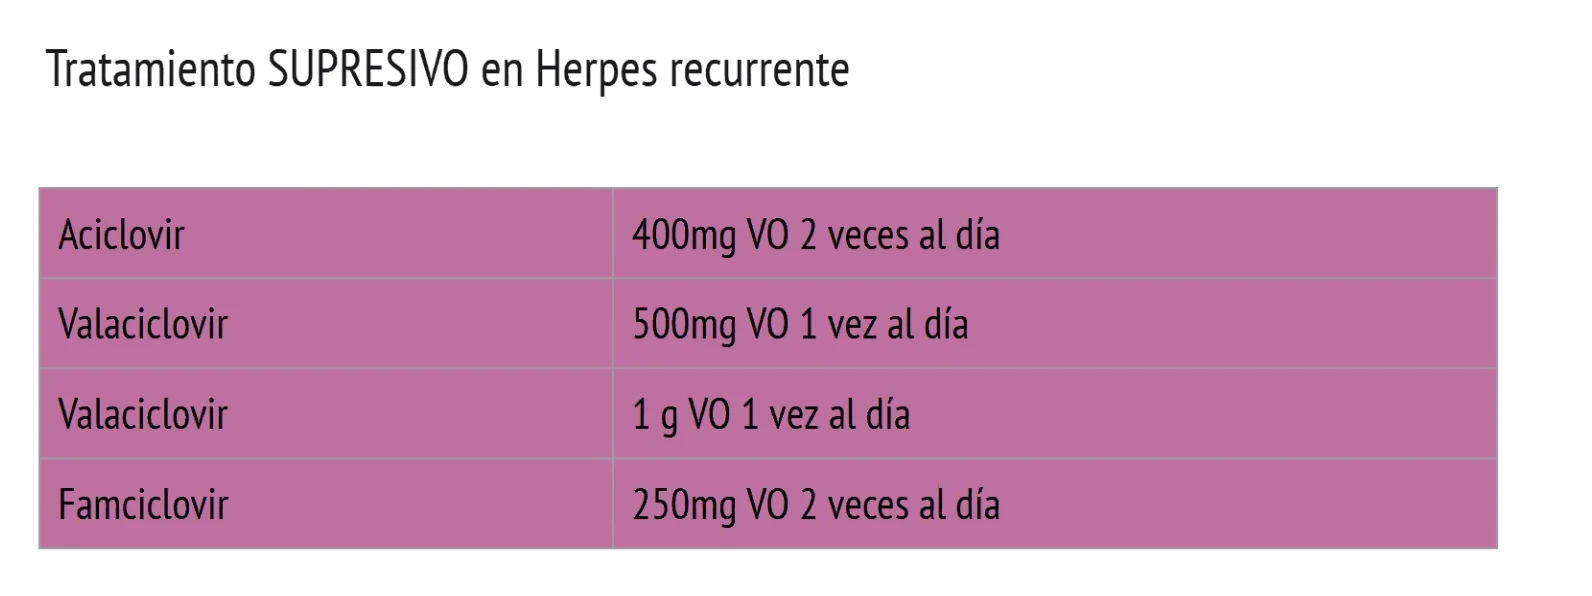 Tratamiento SUPRESIVO en Herpes recurrente
Aciclovir 400mg VO 2 veces al día
Valaciclovir 500mg VO 1 vez al día
Valaciclovir 1 g VO 1 vez al día
Famciclovir 250mg VO 2 veces al día